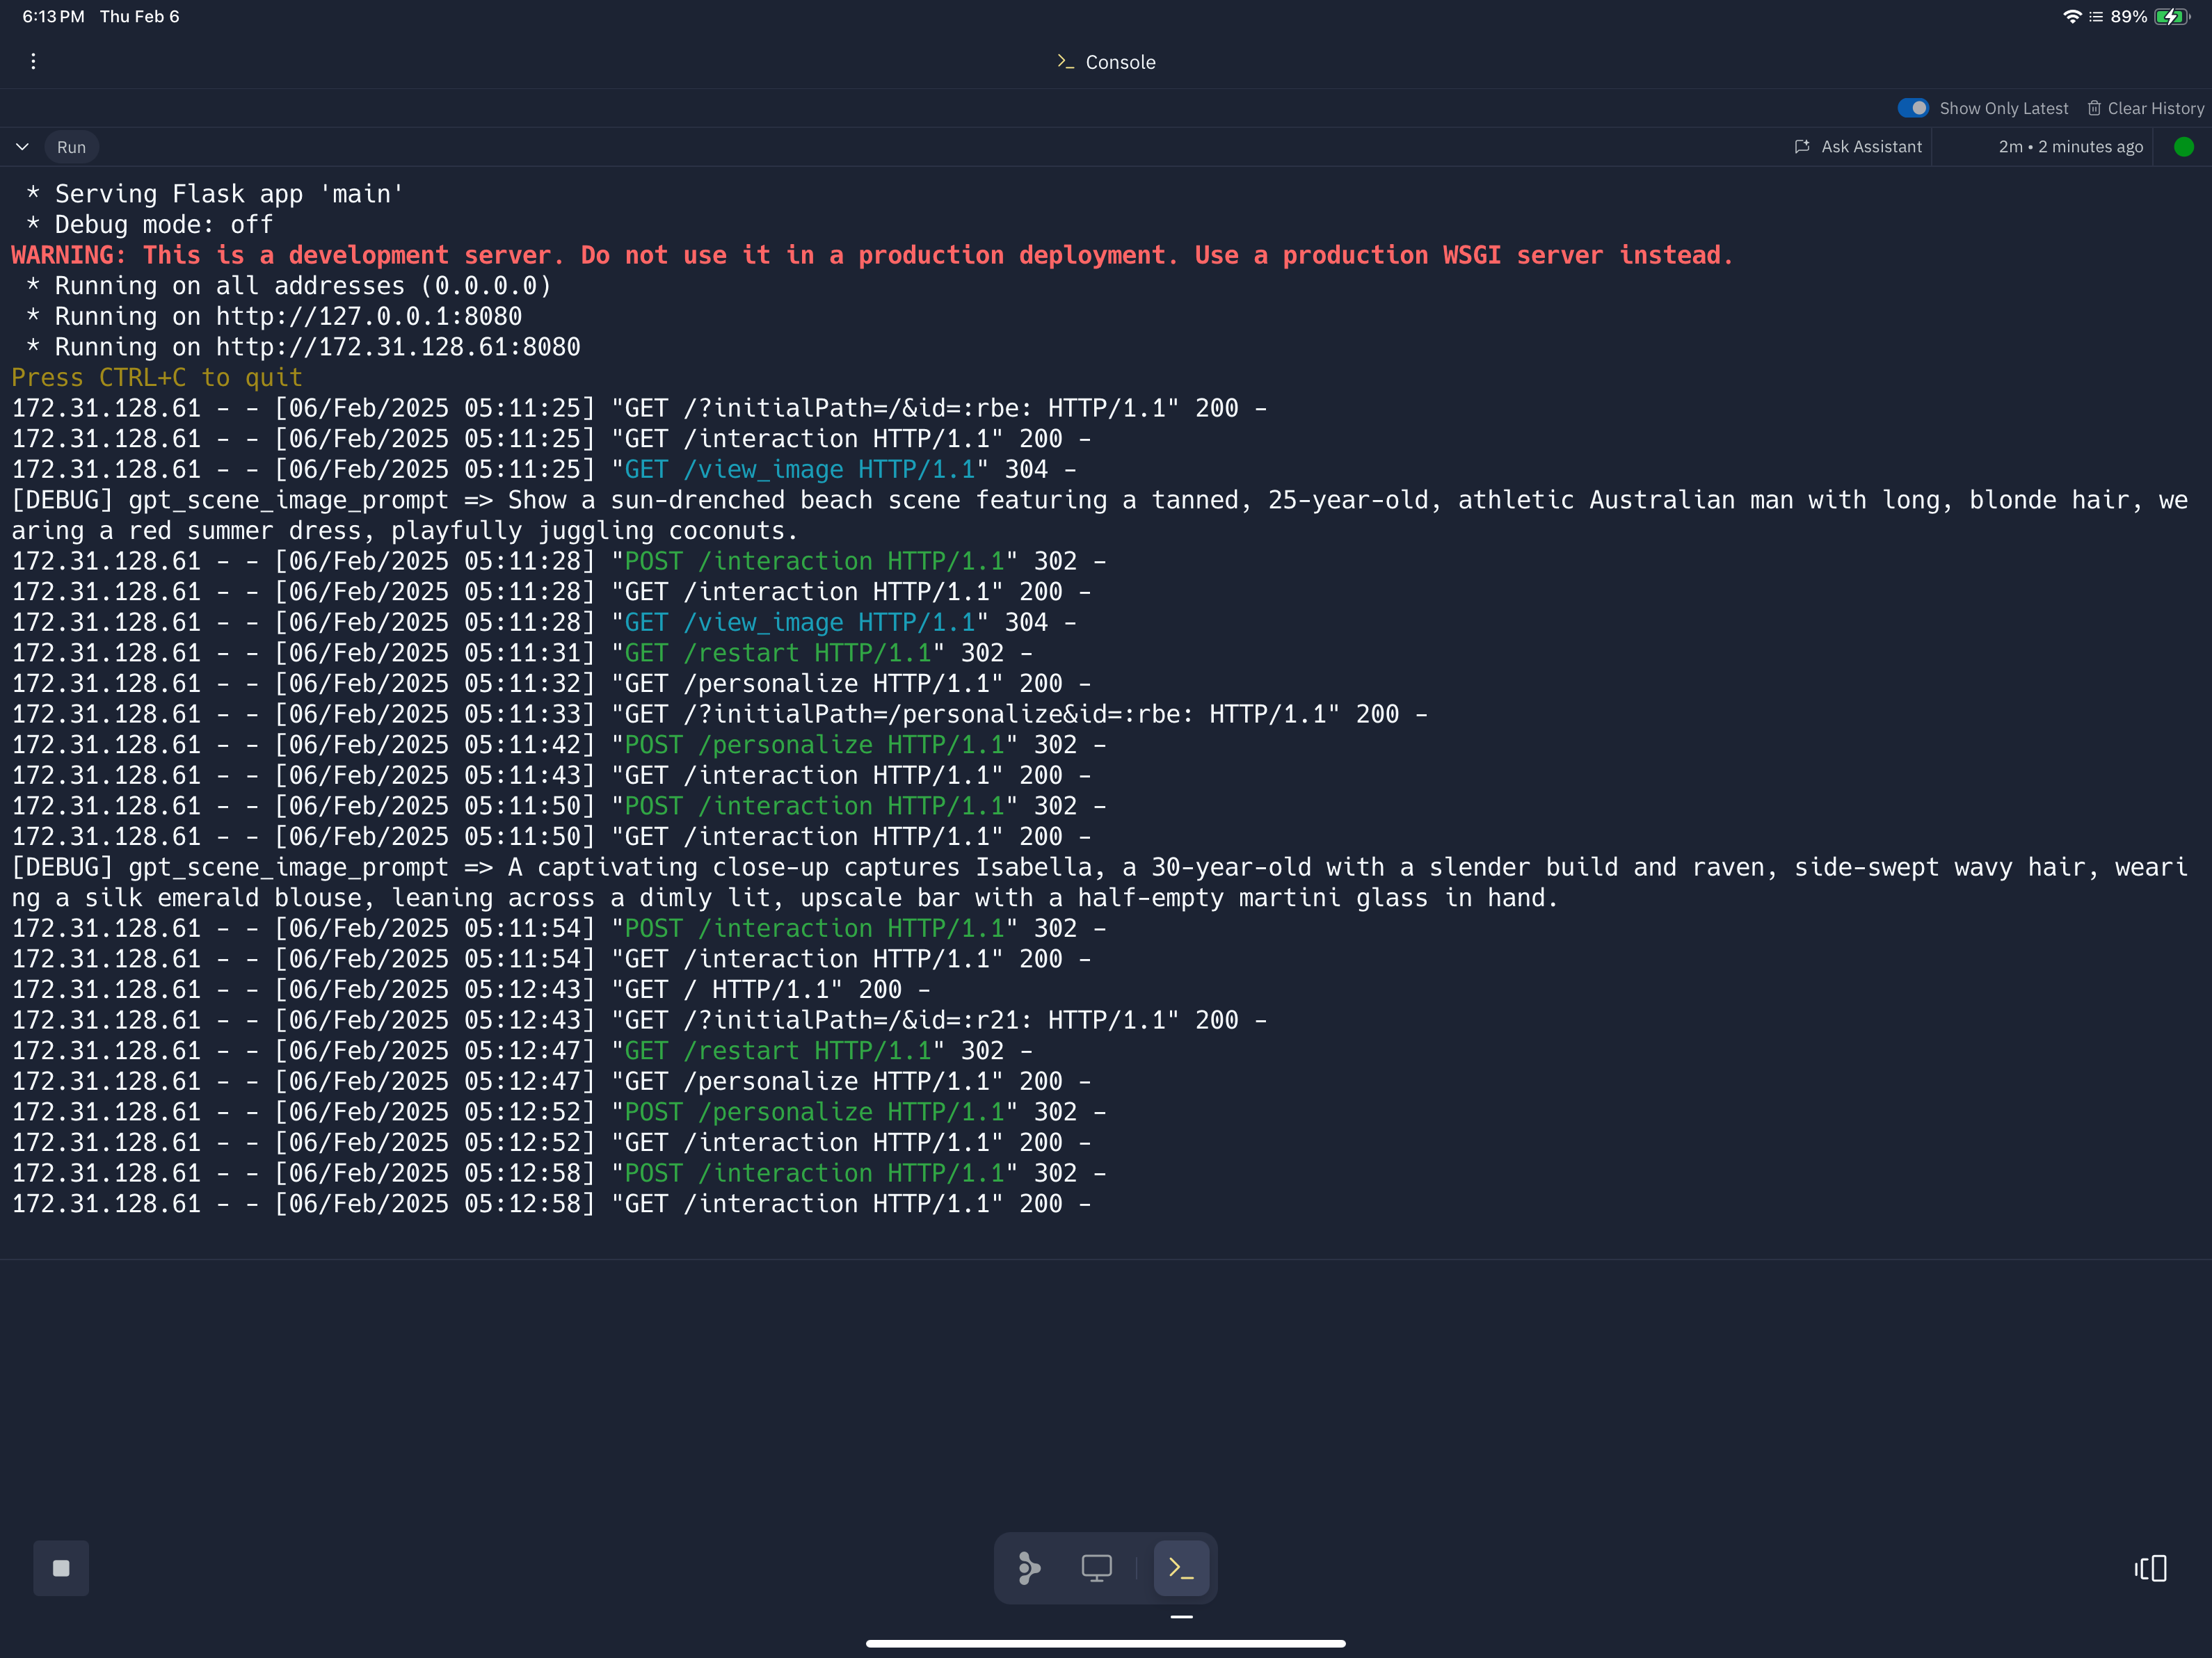 6:13 PM Thu Feb 6 89%
Console
Show Only Latest Clear History
Run Ask Assistant 2m • 2 minutes ago
* Serving Flask app 'main'
* Debug mode: off
WARNING: This is a development server. Do not use it in a production deployment. Use a production WSGI server instead.
* Running on all addresses (0.0.0.0)
* Running on http://127.0.0.1:8080
* Running on http://172.31.128.61:8080
Press CTRL+C to quit
172.31.128.61 - - [06/Feb/2025 05:11:25] "GET /?initialPath=/&id=:rbe: HTTP/1.1" 200 -
172.31.128.61 - - [06/Feb/2025 05:11:25] "GET /interaction HTTP/1.1" 200 -
172.31.128.61 - - [06/Feb/2025 05:11:25] "GET /view_image HTTP/1.1" 304 -
[DEBUG] gpt_scene_image_prompt => Show a sun-drenched beach scene featuring a tanned, 25-year-old, athletic Australian man with long, blonde hair, we
aring a red summer dress, playfully juggling coconuts.
172.31.128.61 - - [06/Feb/2025 05:11:28] "POST /interaction HTTP/1.1" 302 -
172.31.128.61 - - [06/Feb/2025 05:11:28] "GET /interaction HTTP/1.1" 200 -
172.31.128.61 - - [06/Feb/2025 05:11:28] "GET /view_image HTTP/1.1" 304 -
172.31.128.61 - - [06/Feb/2025 05:11:31] "GET /restart HTTP/1.1" 302 -
172.31.128.61 - - [06/Feb/2025 05:11:32] "GET /personalize HTTP/1.1" 200 -
172.31.128.61 - - [06/Feb/2025 05:11:33] "GET /?initialPath=/personalize&id=:rbe: HTTP/1.1" 200 -
172.31.128.61 - - [06/Feb/2025 05:11:42] "POST /personalize HTTP/1.1" 302 -
172.31.128.61 - - [06/Feb/2025 05:11:43] "GET /interaction HTTP/1.1" 200 -
172.31.128.61 - - [06/Feb/2025 05:11:50] "POST /interaction HTTP/1.1" 302 -
172.31.128.61 - - [06/Feb/2025 05:11:50] "GET /interaction HTTP/1.1" 200 -
[DEBUG] gpt_scene_image_prompt => A captivating close-up captures Isabella, a 30-year-old with a slender build and raven, side-swept wavy hair, weari
ng a silk emerald blouse, leaning across a dimly lit, upscale bar with a half-empty martini glass in hand.
172.31.128.61 - - [06/Feb/2025 05:11:54] "POST /interaction HTTP/1.1" 302 -
172.31.128.61 - - [06/Feb/2025 05:11:54] "GET /interaction HTTP/1.1" 200 -
172.31.128.61 - - [06/Feb/2025 05:12:43] "GET / HTTP/1.1" 200 -
172.31.128.61 - - [06/Feb/2025 05:12:43] "GET /?initialPath=/&id=:r21: HTTP/1.1" 200 -
172.31.128.61 - - [06/Feb/2025 05:12:47] "GET /restart HTTP/1.1" 302 -
172.31.128.61 - - [06/Feb/2025 05:12:47] "GET /personalize HTTP/1.1" 200 -
172.31.128.61 - - [06/Feb/2025 05:12:52] "POST /personalize HTTP/1.1" 302 -
172.31.128.61 - - [06/Feb/2025 05:12:52] "GET /interaction HTTP/1.1" 200 -
172.31.128.61 - - [06/Feb/2025 05:12:58] "POST /interaction HTTP/1.1" 302 -
172.31.128.61 - - [06/Feb/2025 05:12:58] "GET /interaction HTTP/1.1" 200 -